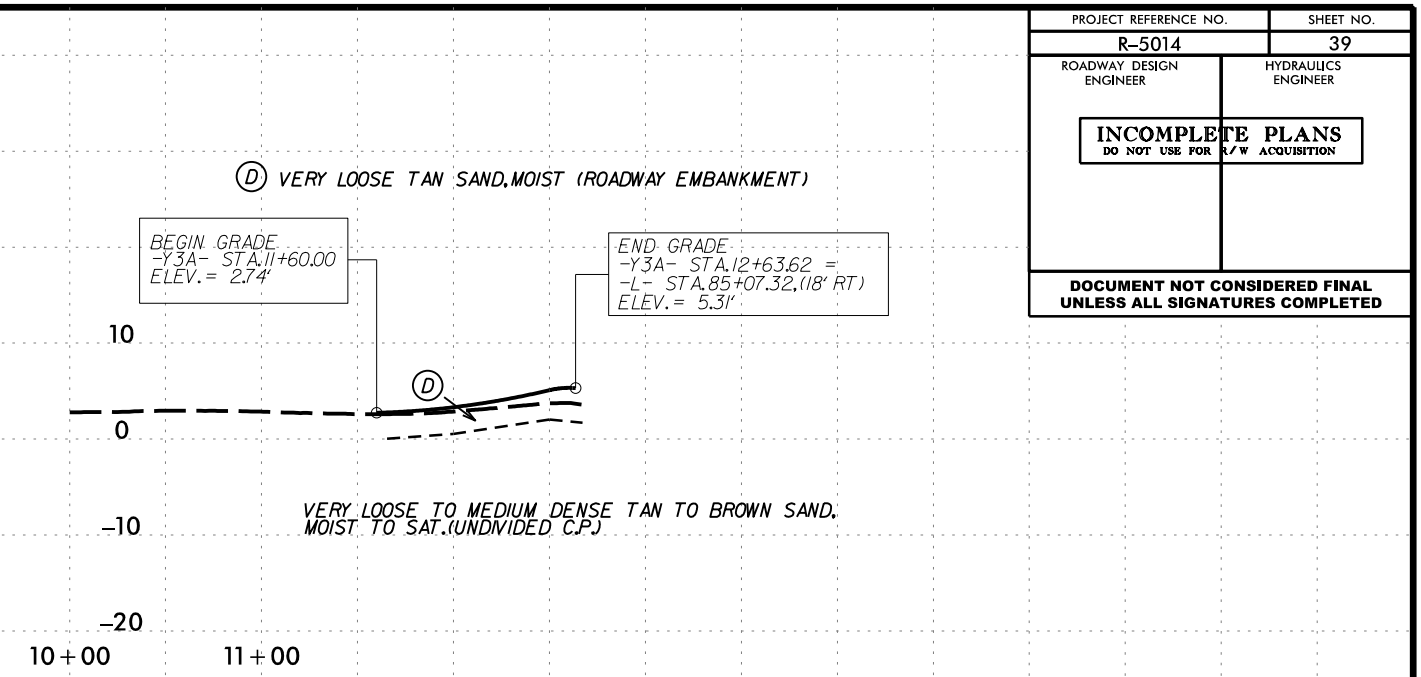 PROJECT REFERENCE NO. SHEET NO.
R-5014 39
ROADWAY DESIGN
ENGINEER
HYDRAULICS
ENGINEER
INCOMPLETE PLANS
DO NOT USE FOR R/W ACQUISITION
DOCUMENT NOT CONSIDERED FINAL
UNLESS ALL SIGNATURES COMPLETED
D VERY LOOSE TAN SAND, MOIST (ROADWAY EMBANKMENT)
BEGIN GRADE
-Y3A- STA.11+60.00
ELEV.= 2.74'
END GRADE
-Y3A- STA.12+63.62 =
-L- STA.85+07.32,(18' RT)
ELEV.= 5.31'
10
D
0
VERY LOOSE TO MEDIUM DENSE TAN TO BROWN SAND,
MOIST TO SAT.(UNDIVIDED C.P.)
-10
-20
10+00 11+00